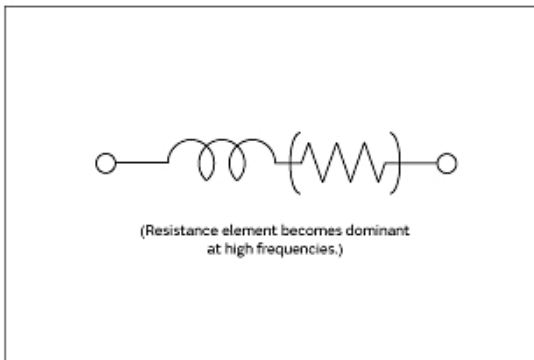 (Resistance element becomes dominant
at high frequencies.)